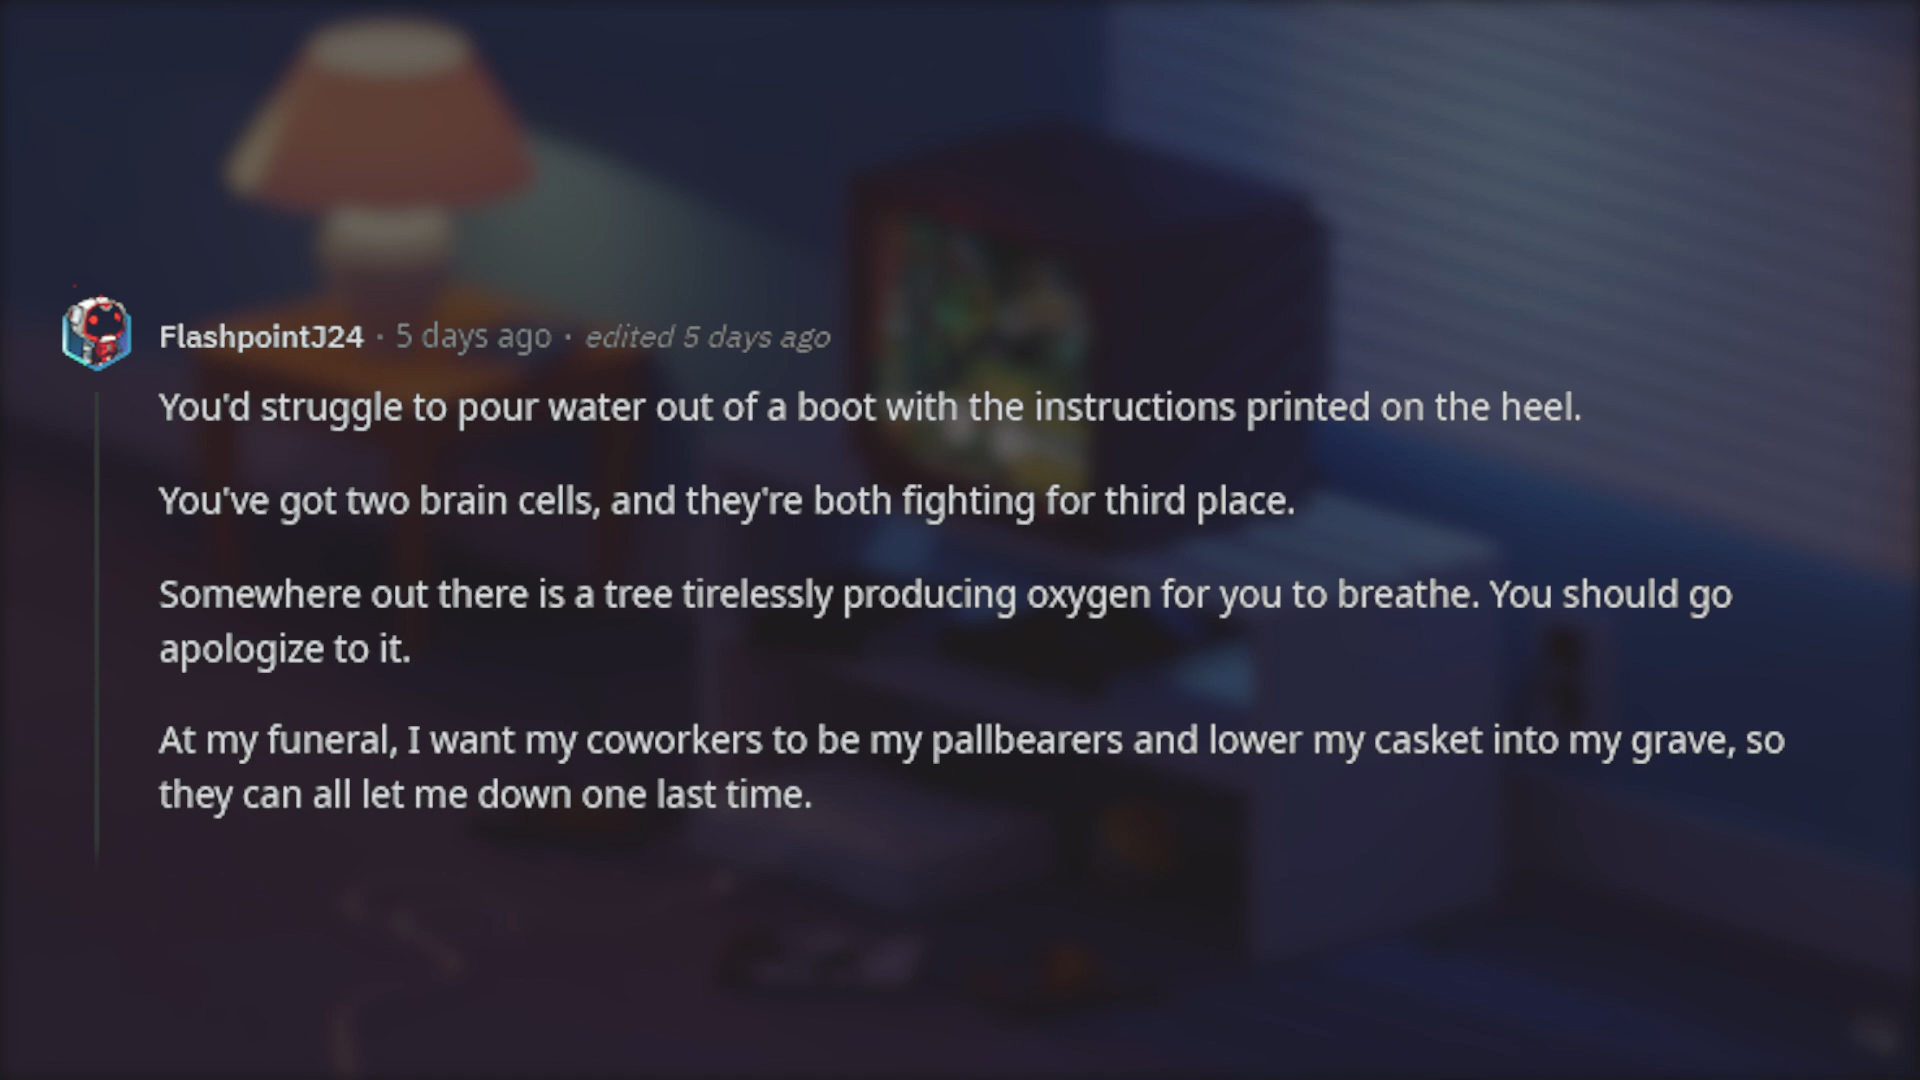 FlashpointJ24 · 5 days ago · edited 5 days ago
You'd struggle to pour water out of a boot with the instructions printed on the heel.
You've got two brain cells, and they're both fighting for third place.
Somewhere out there is a tree tirelessly producing oxygen for you to breathe. You should go
apologize to it.
At my funeral, I want my coworkers to be my pallbearers and lower my casket into my grave, so
they can all let me down one last time.